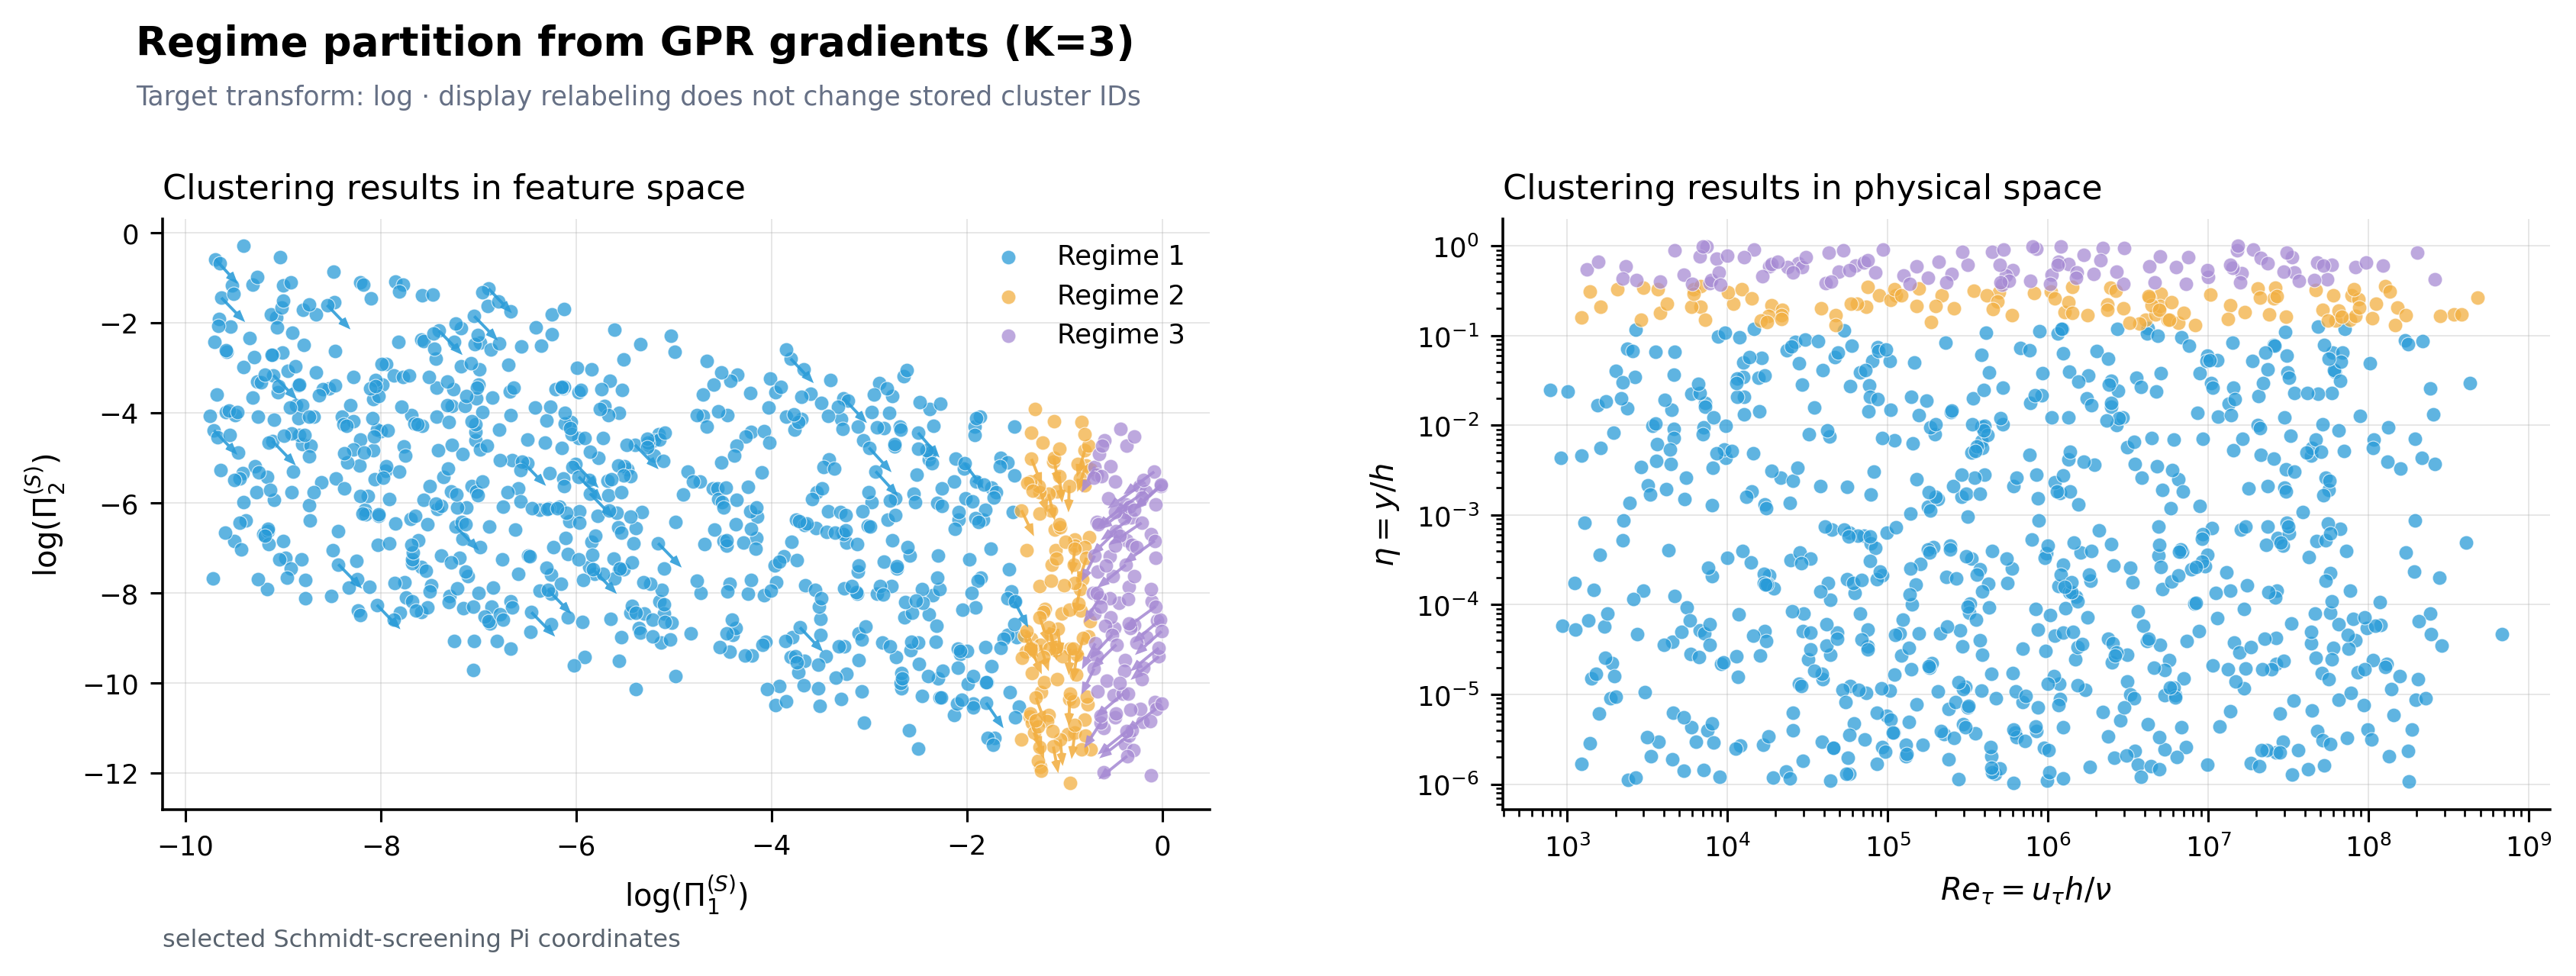 Regime partition from GPR gradients (K=3)
Target transform: log · display relabeling does not change stored cluster IDs
Clustering results in feature space
Regime 1
Regime 2
Regime 3
0
−2
−4
−6
−8
−10
−12
log(Π₂⁽ˢ⁾)
−10 −8 −6 −4 −2 0
log(Π₁⁽ˢ⁾)
selected Schmidt-screening Pi coordinates
Clustering results in physical space
10⁰
10⁻¹
10⁻²
10⁻³
10⁻⁴
10⁻⁵
10⁻⁶
η = y/h
10³ 10⁴ 10⁵ 10⁶ 10⁷ 10⁸ 10⁹
Re_τ = u_τh/ν